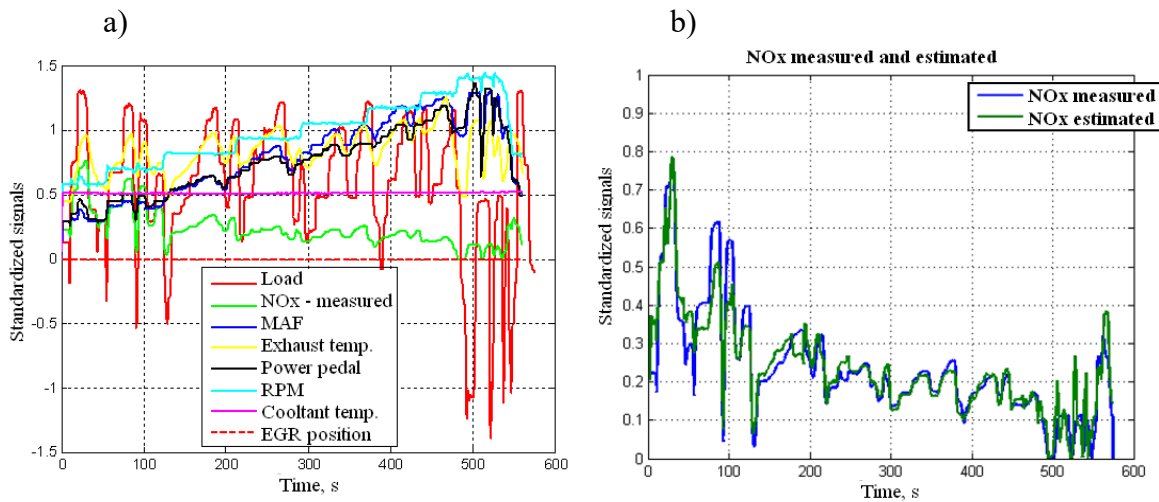 a)
b)
NOx measured and estimated
1.5
1
0.5
0
-0.5
-1
-1.5
Standardized signals
0 100 200 300 400 500 600
Time, s
Load
NOx - measured
MAF
Exhaust temp.
Power pedal
RPM
Cooltant temp.
EGR position
1
0.9
0.8
0.7
0.6
0.5
0.4
0.3
0.2
0.1
0
Standardized signals
0 100 200 300 400 500 600
Time, s
NOx measured
NOx estimated